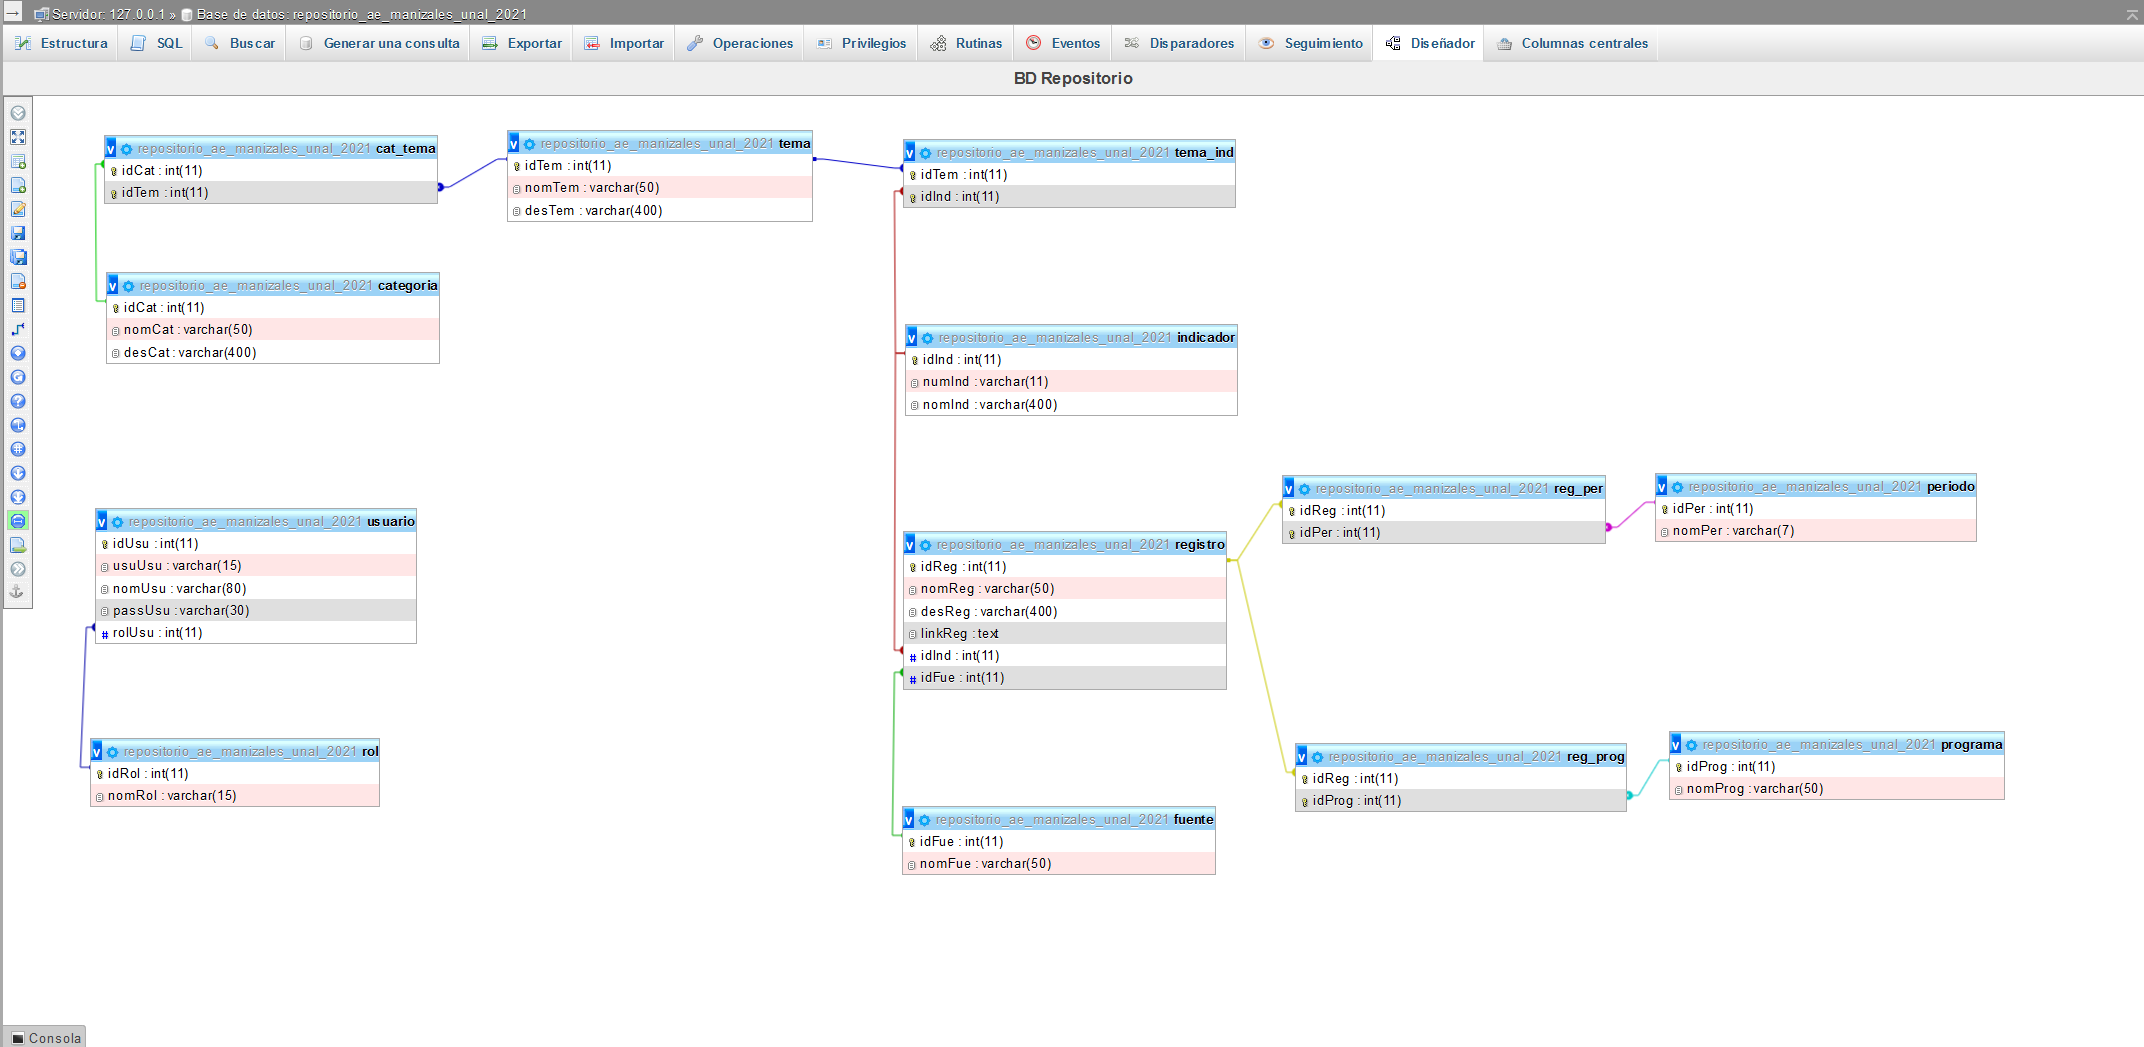 Servidor: 127.0.0.1 » Base de datos: repositorio_ae_manizales_unal_2021
Estructura SQL Buscar Generar una consulta Exportar Importar Operaciones Privilegios Rutinas Eventos Disparadores Seguimiento Diseñador Columnas centrales
BD Repositorio
v repositorio_ae_manizales_unal_2021 cat_tema
idCat : int(11)
idTem : int(11)
v repositorio_ae_manizales_unal_2021 tema
idTem : int(11)
nomTem : varchar(50)
desTem : varchar(400)
v repositorio_ae_manizales_unal_2021 tema_ind
idTem : int(11)
idInd : int(11)
v repositorio_ae_manizales_unal_2021 categoria
idCat : int(11)
nomCat : varchar(50)
desCat : varchar(400)
v repositorio_ae_manizales_unal_2021 indicador
idInd : int(11)
numInd : varchar(11)
nomInd : varchar(400)
v repositorio_ae_manizales_unal_2021 usuario
idUsu : int(11)
usuUsu : varchar(15)
nomUsu : varchar(80)
passUsu : varchar(30)
# rolUsu : int(11)
v repositorio_ae_manizales_unal_2021 registro
idReg : int(11)
nomReg : varchar(50)
desReg : varchar(400)
linkReg : text
# idInd : int(11)
# idFue : int(11)
v repositorio_ae_manizales_unal_2021 reg_per
idReg : int(11)
idPer : int(11)
v repositorio_ae_manizales_unal_2021 periodo
idPer : int(11)
nomPer : varchar(7)
v repositorio_ae_manizales_unal_2021 rol
idRol : int(11)
nomRol : varchar(15)
v repositorio_ae_manizales_unal_2021 fuente
idFue : int(11)
nomFue : varchar(50)
v repositorio_ae_manizales_unal_2021 reg_prog
idReg : int(11)
idProg : int(11)
v repositorio_ae_manizales_unal_2021 programa
idProg : int(11)
nomProg : varchar(50)
Consola